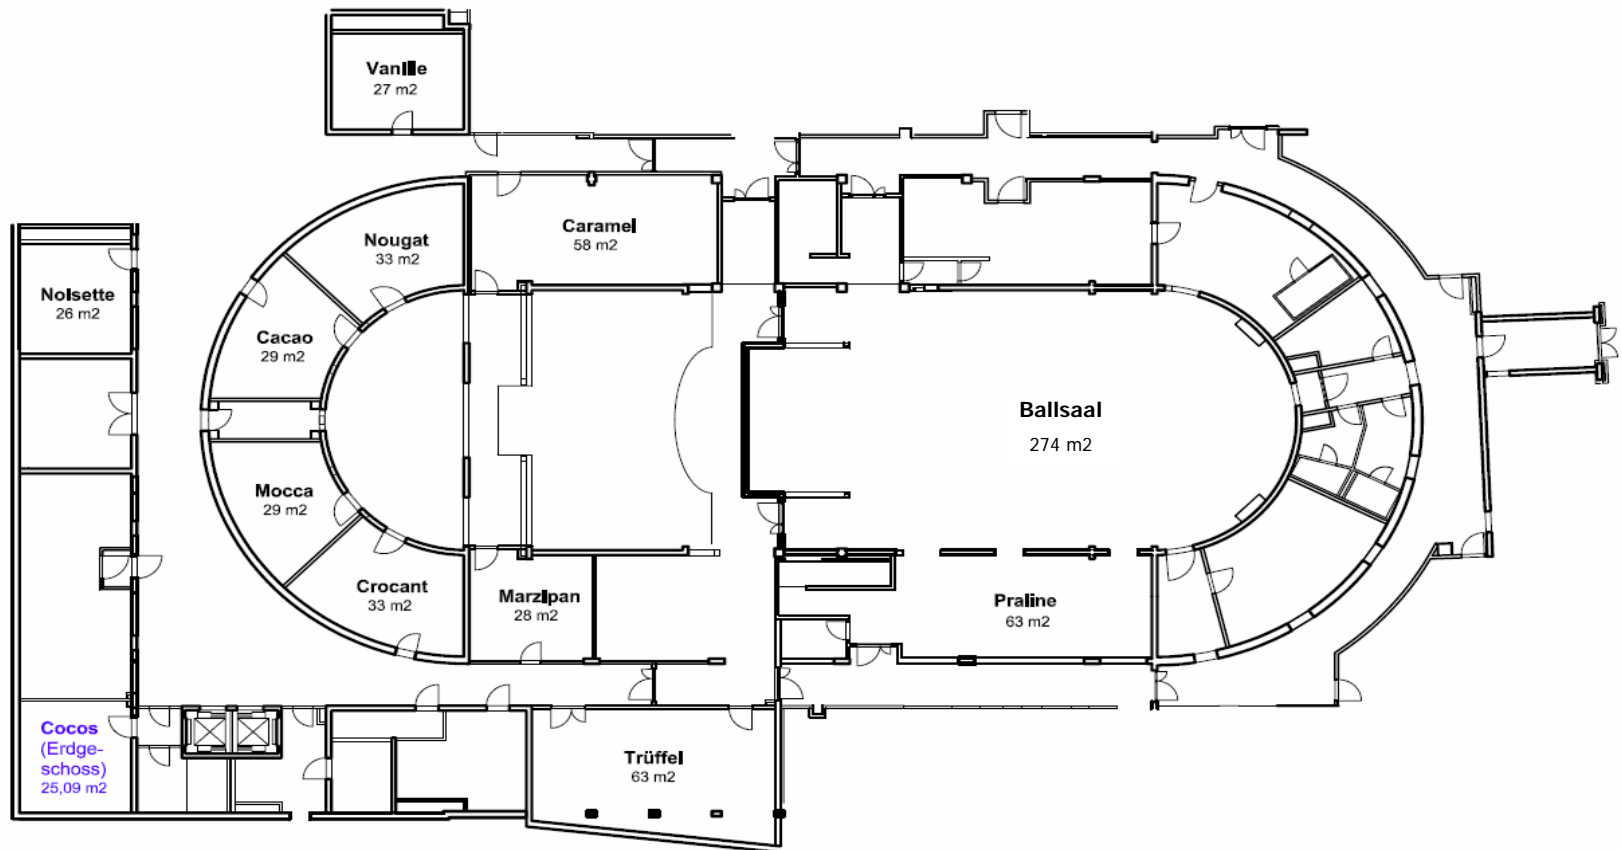 Vanille
27 m2
Nougat
33 m2
Caramel
58 m2
Noisette
26 m2
Cacao
29 m2
Ballsaal
274 m2
Mocca
29 m2
Crocant
33 m2
Marzipan
28 m2
Praline
63 m2
Cocos
(Erdge-
schoss)
25,09 m2
Trüffel
63 m2